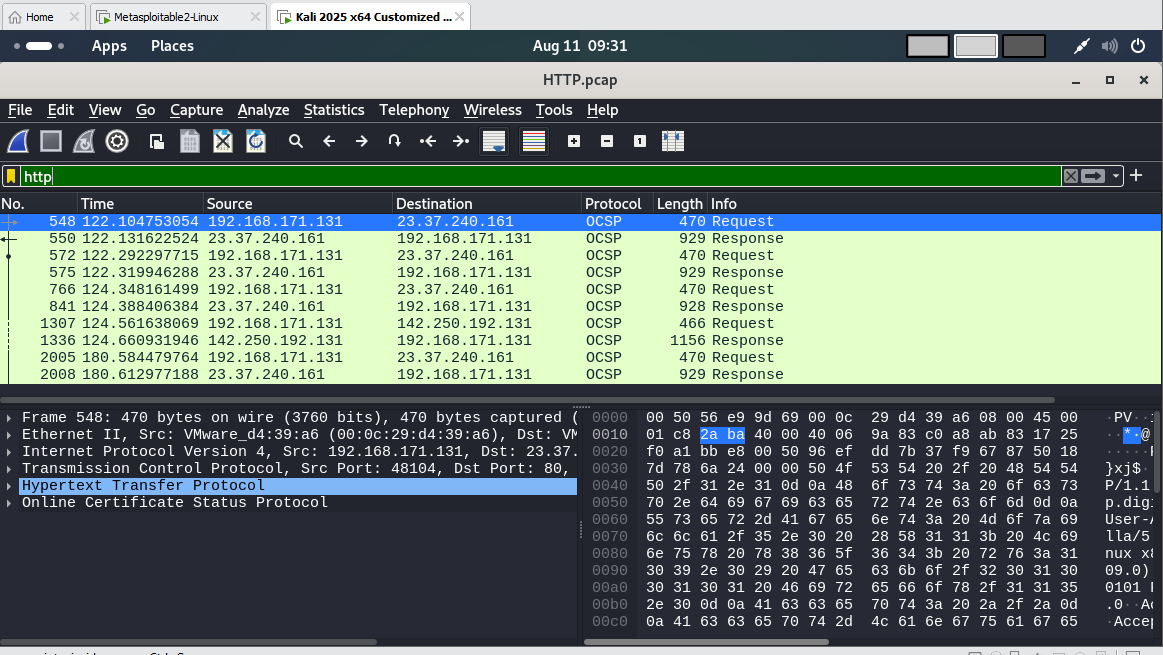 Home Metasploitable2-Linux Kali 2025 x64 Customized ...
Apps Places Aug 11 09:31
HTTP.pcap
File Edit View Go Capture Analyze Statistics Telephony Wireless Tools Help
http
No. Time Source Destination Protocol Length Info
548 122.104753054 192.168.171.131 23.37.240.161 OCSP 470 Request
550 122.131622524 23.37.240.161 192.168.171.131 OCSP 929 Response
572 122.292297715 192.168.171.131 23.37.240.161 OCSP 470 Request
575 122.319946288 23.37.240.161 192.168.171.131 OCSP 929 Response
766 124.348161499 192.168.171.131 23.37.240.161 OCSP 470 Request
841 124.388406384 23.37.240.161 192.168.171.131 OCSP 928 Response
1307 124.561638069 192.168.171.131 142.250.192.131 OCSP 466 Request
1336 124.660931946 142.250.192.131 192.168.171.131 OCSP 1156 Response
2005 180.584479764 192.168.171.131 23.37.240.161 OCSP 470 Request
2008 180.612977188 23.37.240.161 192.168.171.131 OCSP 929 Response
Frame 548: 470 bytes on wire (3760 bits), 470 bytes captured (
Ethernet II, Src: VMware_d4:39:a6 (00:0c:29:d4:39:a6), Dst: VM
Internet Protocol Version 4, Src: 192.168.171.131, Dst: 23.37.
Transmission Control Protocol, Src Port: 48104, Dst Port: 80,
Hypertext Transfer Protocol
Online Certificate Status Protocol
0000 00 50 56 e9 9d 69 00 0c 29 d4 39 a6 08 00 45 00 ·PV··i
0010 01 c8 2a ba 40 00 40 06 9a 83 c0 a8 ab 83 17 25 ··*·@
0020 f0 a1 bb e8 00 50 96 ef dd 7b 37 f9 67 87 50 18
0030 7d 78 6a 24 00 00 50 4f 53 54 20 2f 20 48 54 54 }xj$
0040 50 2f 31 2e 31 0d 0a 48 6f 73 74 3a 20 6f 63 73 P/1.1
0050 70 2e 64 69 67 69 63 65 72 74 2e 63 6f 6d 0d 0a p.digi
0060 55 73 65 72 2d 41 67 65 6e 74 3a 20 4d 6f 7a 69 User-A
0070 6c 6c 61 2f 35 2e 30 20 28 58 31 31 3b 20 4c 69 lla/5
0080 6e 75 78 20 78 38 36 5f 36 34 3b 20 72 76 3a 31 nux x8
0090 30 39 2e 30 29 20 47 65 63 6b 6f 2f 32 30 31 30 09.0)
00a0 30 31 30 31 20 46 69 72 65 66 6f 78 2f 31 31 35 0101 F
00b0 2e 30 0d 0a 41 63 63 65 70 74 3a 20 2a 2f 2a 0d .0··Ac
00c0 0a 41 63 63 65 70 74 2d 4c 61 6e 67 75 61 67 65 ·Accep